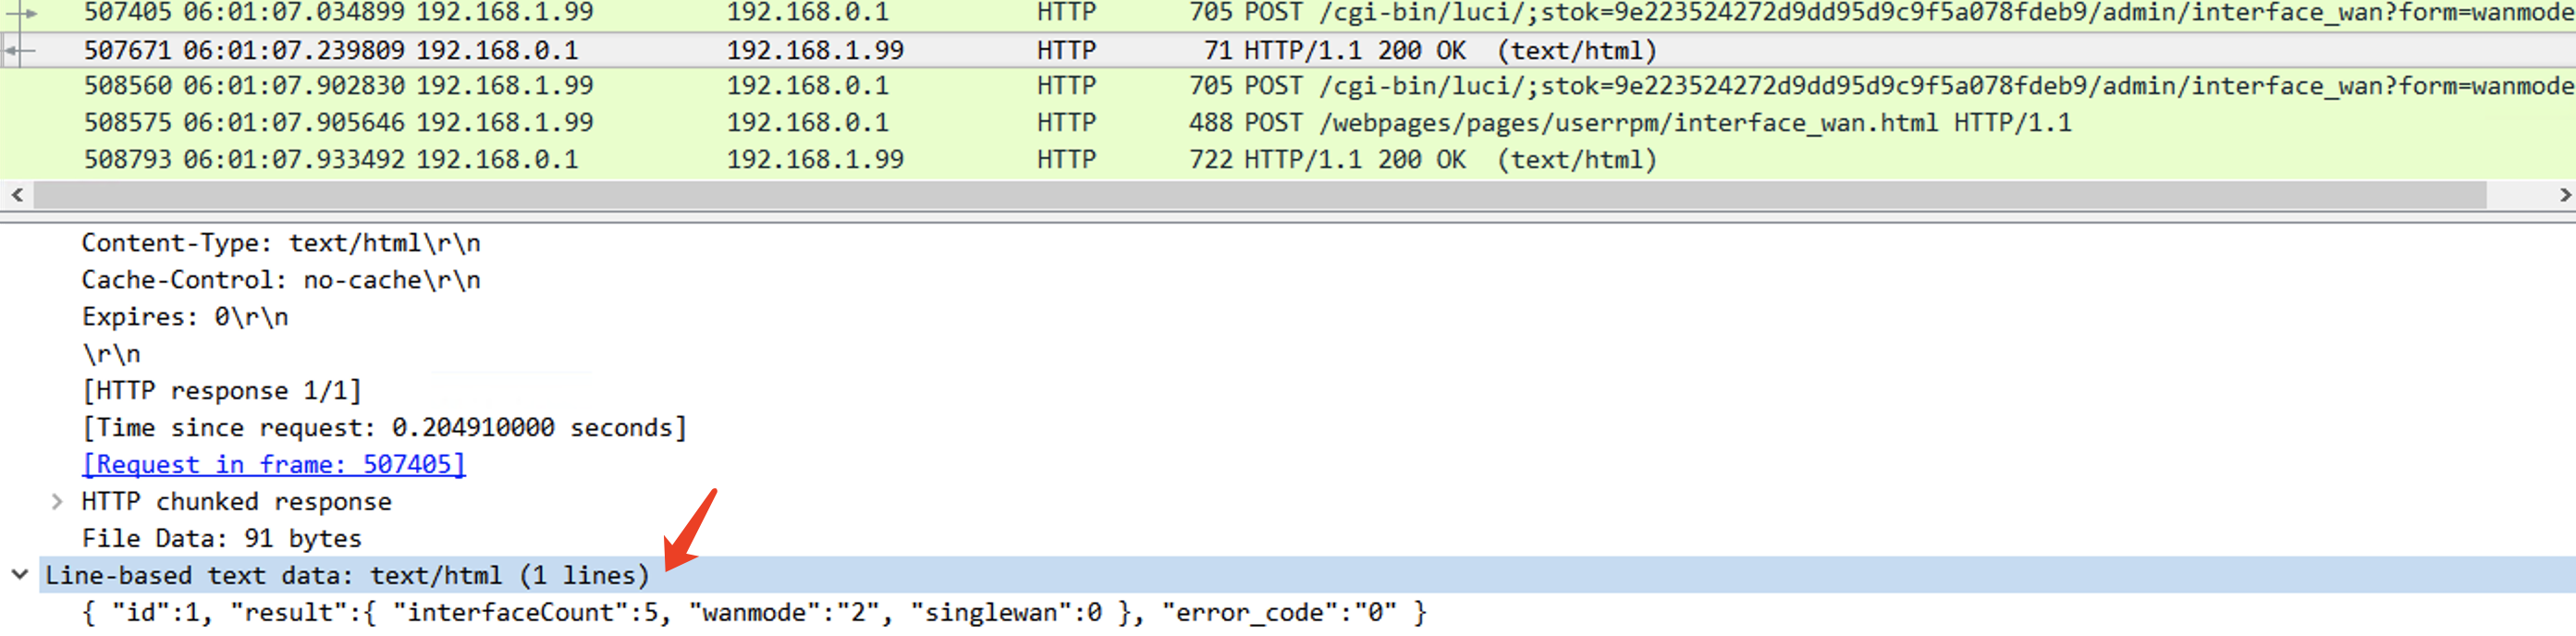 507405 06:01:07.034899 192.168.1.99 192.168.0.1 HTTP 705 POST /cgi-bin/luci/;stok=9e223524272d9dd95d9c9f5a078fdeb9/admin/interface_wan?form=wanmode
507671 06:01:07.239809 192.168.0.1 192.168.1.99 HTTP 71 HTTP/1.1 200 OK (text/html)
508560 06:01:07.902830 192.168.1.99 192.168.0.1 HTTP 705 POST /cgi-bin/luci/;stok=9e223524272d9dd95d9c9f5a078fdeb9/admin/interface_wan?form=wanmode
508575 06:01:07.905646 192.168.1.99 192.168.0.1 HTTP 488 POST /webpages/pages/userrpm/interface_wan.html HTTP/1.1
508793 06:01:07.933492 192.168.0.1 192.168.1.99 HTTP 722 HTTP/1.1 200 OK (text/html)
Content-Type: text/html\r\n
Cache-Control: no-cache\r\n
Expires: 0\r\n
\r\n
[HTTP response 1/1]
[Time since request: 0.204910000 seconds]
[Request in frame: 507405]
HTTP chunked response
File Data: 91 bytes
Line-based text data: text/html (1 lines)
{ "id":1, "result":{ "interfaceCount":5, "wanmode":"2", "singlewan":0 }, "error_code":"0" }